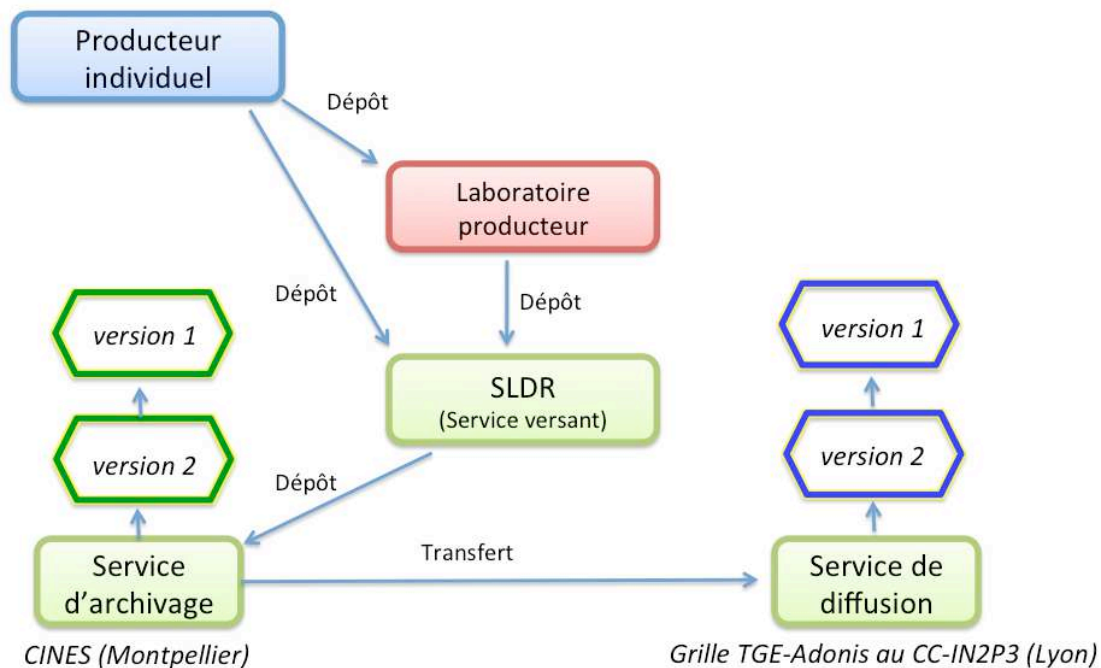 Producteur
individuel
Dépôt
Laboratoire
producteur
Dépôt
Dépôt
version 1
version 1
SLDR
(Service versant)
version 2
version 2
Dépôt
Service
d'archivage
Transfert
Service de
diffusion
CINES (Montpellier)
Grille TGE-Adonis au CC-IN2P3 (Lyon)